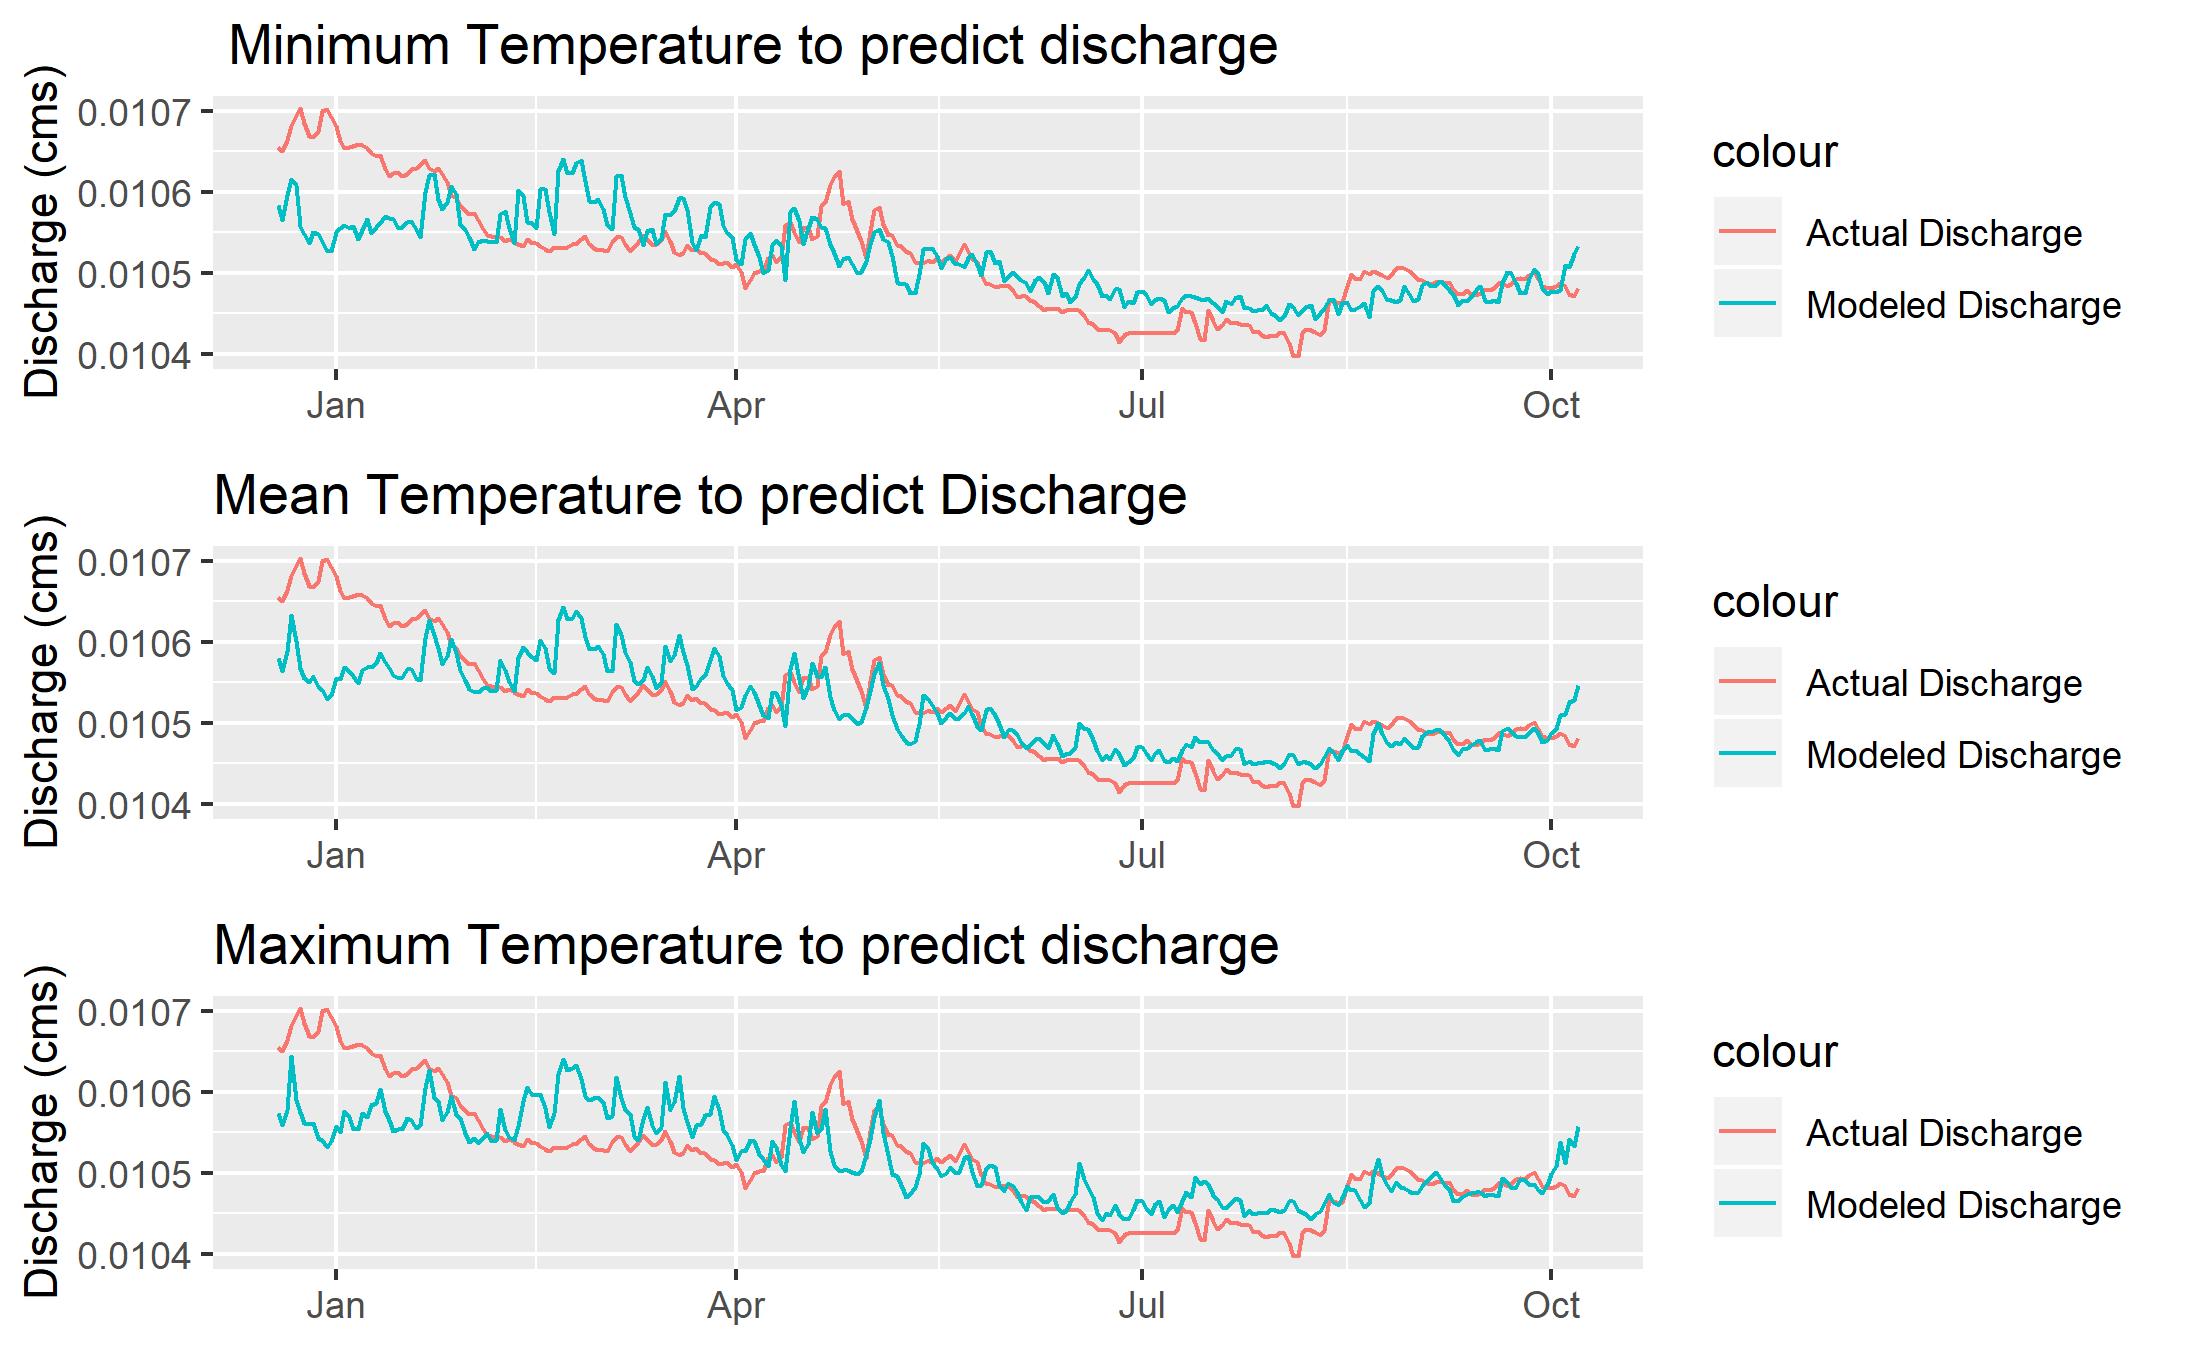 Minimum Temperature to predict discharge
Discharge (cms)
0.0107
0.0106
0.0105
0.0104
Jan Apr Jul Oct
colour
Actual Discharge
Modeled Discharge
Mean Temperature to predict Discharge
Discharge (cms)
0.0107
0.0106
0.0105
0.0104
Jan Apr Jul Oct
colour
Actual Discharge
Modeled Discharge
Maximum Temperature to predict discharge
Discharge (cms)
0.0107
0.0106
0.0105
0.0104
Jan Apr Jul Oct
colour
Actual Discharge
Modeled Discharge